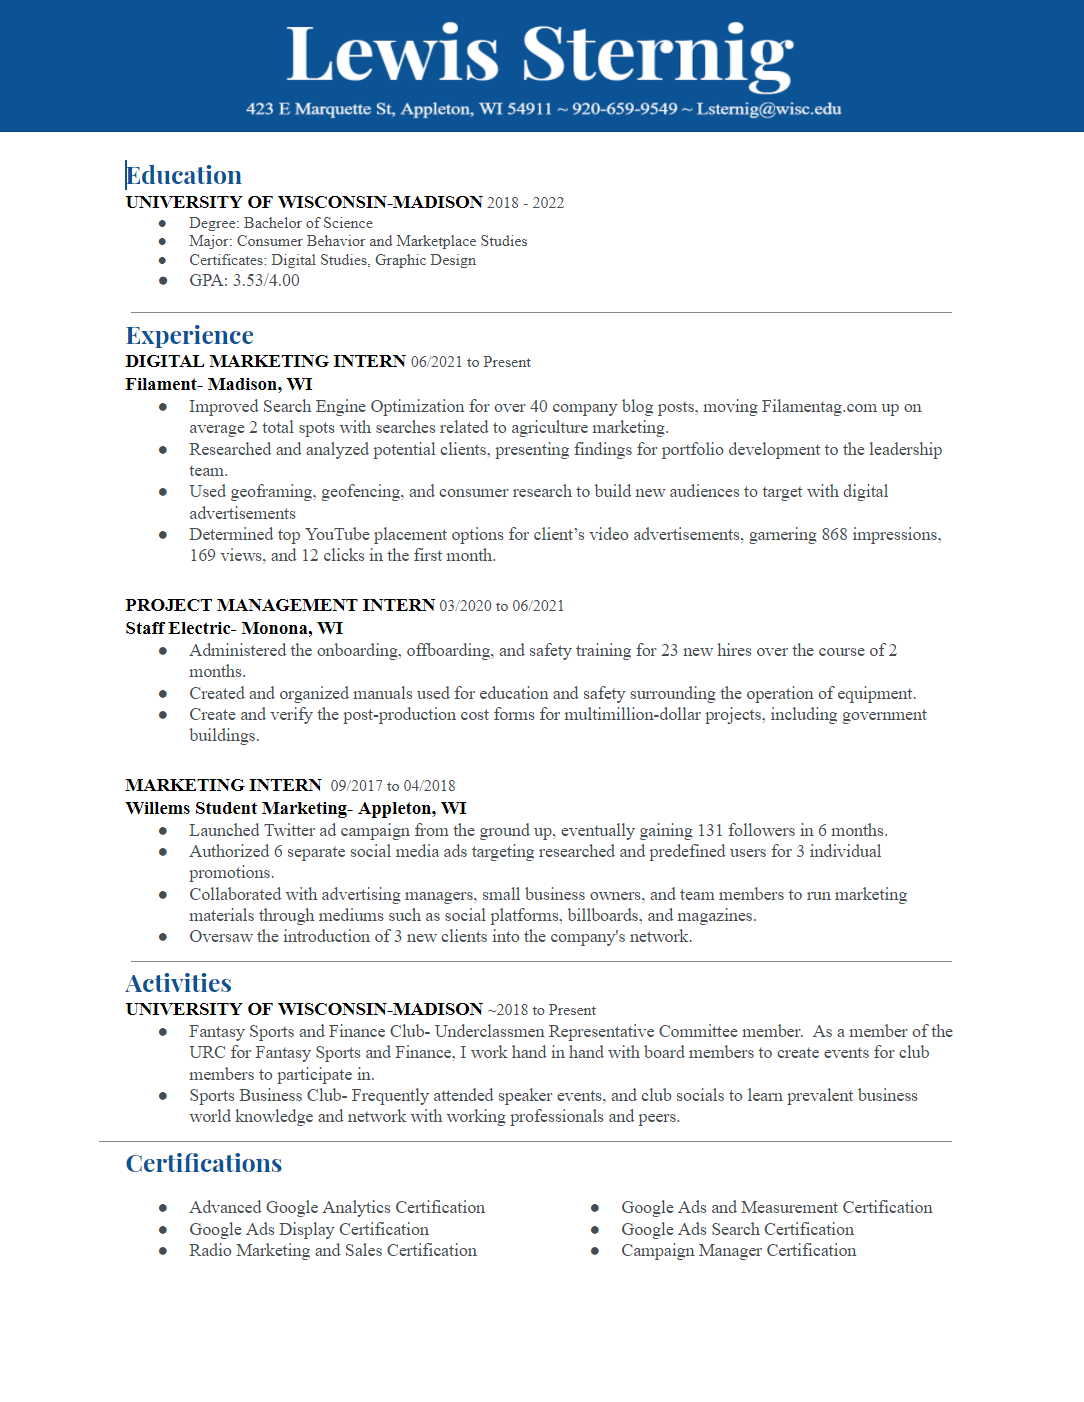 Lewis Sternig
423 E Marquette St, Appleton, WI 54911 ~ 920-659-9549 ~ Lsternig@wisc.edu
Education
UNIVERSITY OF WISCONSIN-MADISON 2018 - 2022
● Degree: Bachelor of Science
● Major: Consumer Behavior and Marketplace Studies
● Certificates: Digital Studies, Graphic Design
● GPA: 3.53/4.00
Experience
DIGITAL MARKETING INTERN 06/2021 to Present
Filament- Madison, WI
● Improved Search Engine Optimization for over 40 company blog posts, moving Filamentag.com up on
average 2 total spots with searches related to agriculture marketing.
● Researched and analyzed potential clients, presenting findings for portfolio development to the leadership
team.
● Used geoframing, geofencing, and consumer research to build new audiences to target with digital
advertisements
● Determined top YouTube placement options for client’s video advertisements, garnering 868 impressions,
169 views, and 12 clicks in the first month.
PROJECT MANAGEMENT INTERN 03/2020 to 06/2021
Staff Electric- Monona, WI
● Administered the onboarding, offboarding, and safety training for 23 new hires over the course of 2
months.
● Created and organized manuals used for education and safety surrounding the operation of equipment.
● Create and verify the post-production cost forms for multimillion-dollar projects, including government
buildings.
MARKETING INTERN 09/2017 to 04/2018
Willems Student Marketing- Appleton, WI
● Launched Twitter ad campaign from the ground up, eventually gaining 131 followers in 6 months.
● Authorized 6 separate social media ads targeting researched and predefined users for 3 individual
promotions.
● Collaborated with advertising managers, small business owners, and team members to run marketing
materials through mediums such as social platforms, billboards, and magazines.
● Oversaw the introduction of 3 new clients into the company's network.
Activities
UNIVERSITY OF WISCONSIN-MADISON ~2018 to Present
● Fantasy Sports and Finance Club- Underclassmen Representative Committee member. As a member of the
URC for Fantasy Sports and Finance, I work hand in hand with board members to create events for club
members to participate in.
● Sports Business Club- Frequently attended speaker events, and club socials to learn prevalent business
world knowledge and network with working professionals and peers.
Certifications
● Advanced Google Analytics Certification
● Google Ads Display Certification
● Radio Marketing and Sales Certification
● Google Ads and Measurement Certification
● Google Ads Search Certification
● Campaign Manager Certification